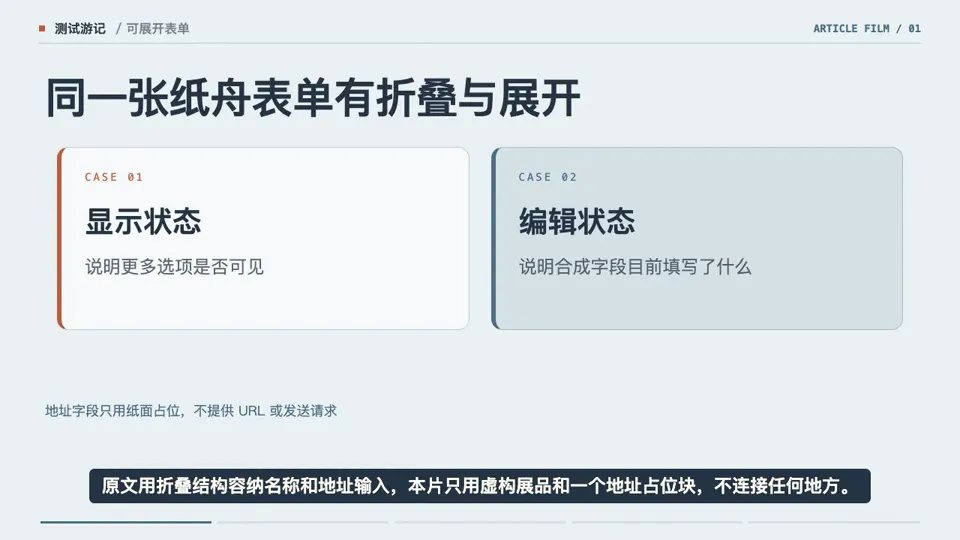 测试游记 / 可展开表单
ARTICLE FILM / 01
同一张纸舟表单有折叠与展开
CASE 01
显示状态
说明更多选项是否可见
CASE 02
编辑状态
说明合成字段目前填写了什么
地址字段只用纸面占位，不提供 URL 或发送请求
原文用折叠结构容纳名称和地址输入，本片只用虚构展品和一个地址占位块，不连接任何地方。